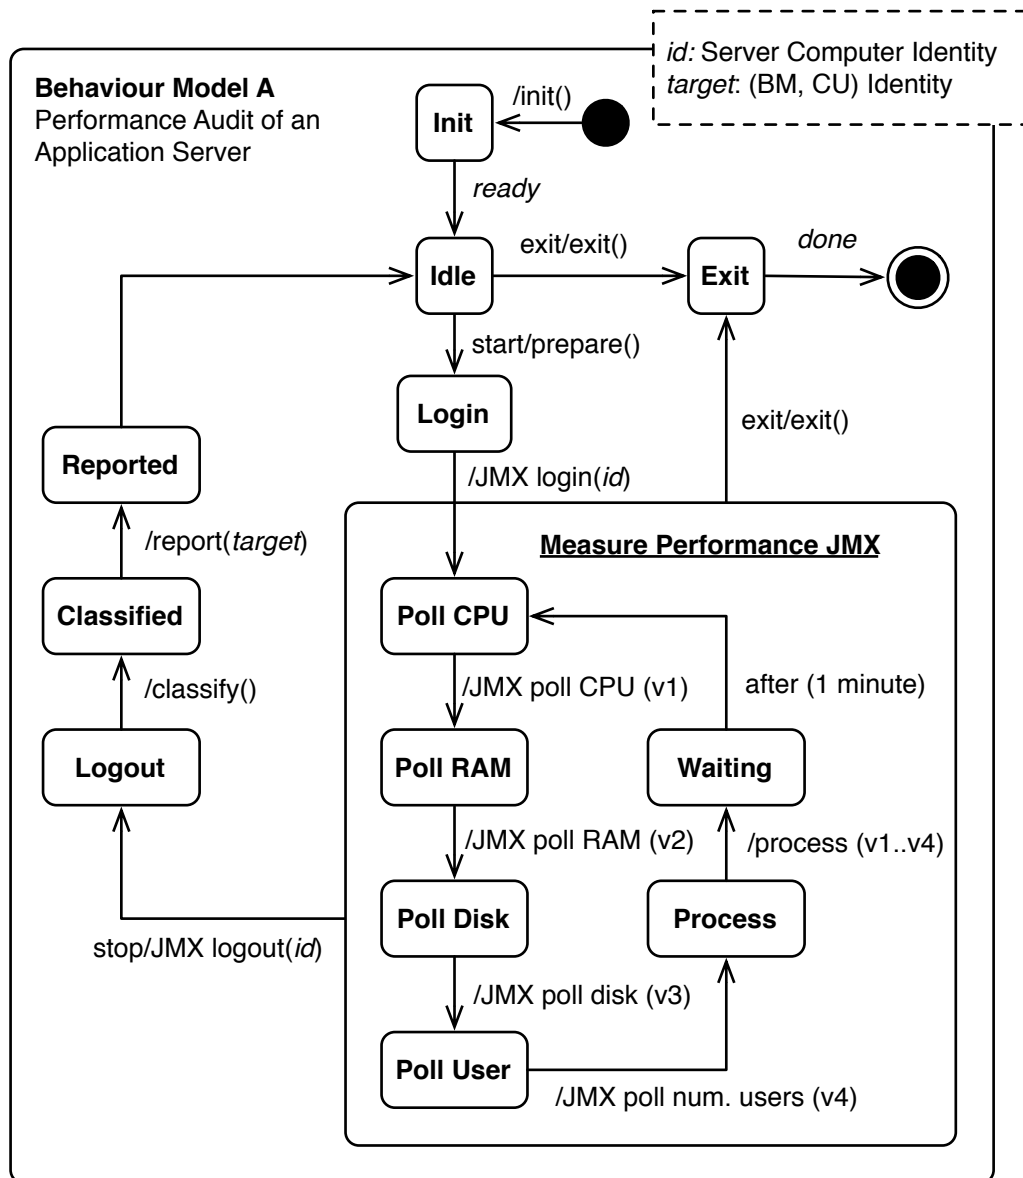 id: Server Computer Identity
target: (BM, CU) Identity
Behaviour Model A
Performance Audit of an
Application Server
/init()
Init
ready
Idle
exit/exit()
Exit
done
start/prepare()
Login
exit/exit()
Reported
/JMX login(id)
/report(target)
Measure Performance JMX
Classified
Poll CPU
/classify()
/JMX poll CPU (v1)
after (1 minute)
Logout
Poll RAM
Waiting
/JMX poll RAM (v2)
/process (v1..v4)
Poll Disk
Process
stop/JMX logout(id)
/JMX poll disk (v3)
Poll User
/JMX poll num. users (v4)